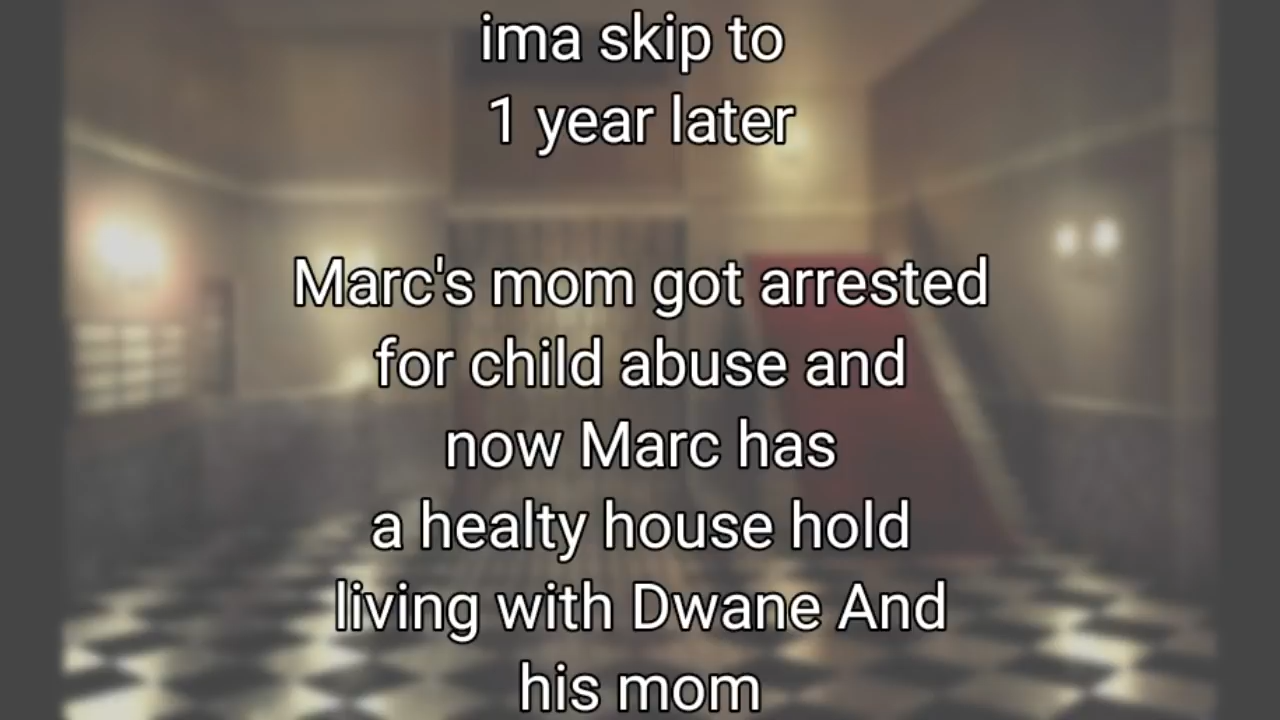 ima skip to
1 year later
Marc's mom got arrested
for child abuse and
now Marc has
a healty house hold
living with Dwane And
his mom